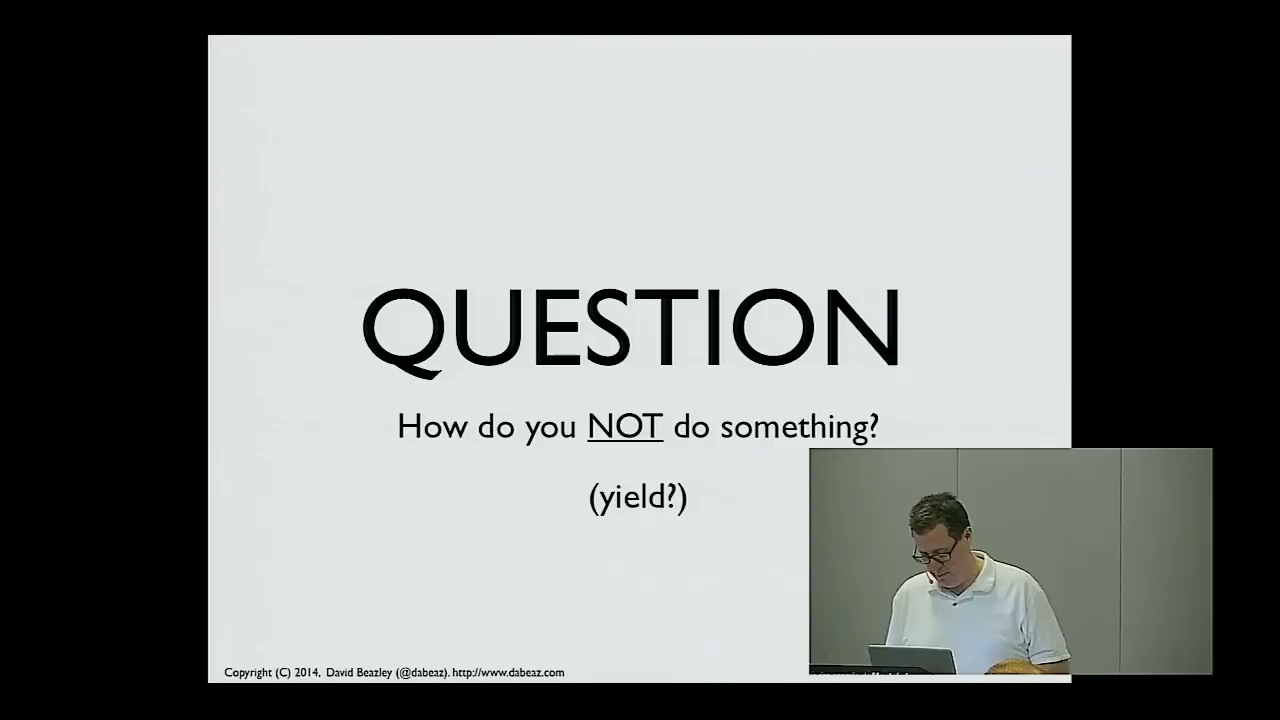 QUESTION
How do you NOT do something?
(yield?)
Copyright (C) 2014, David Beazley (@dabeaz). http://www.dabeaz.com